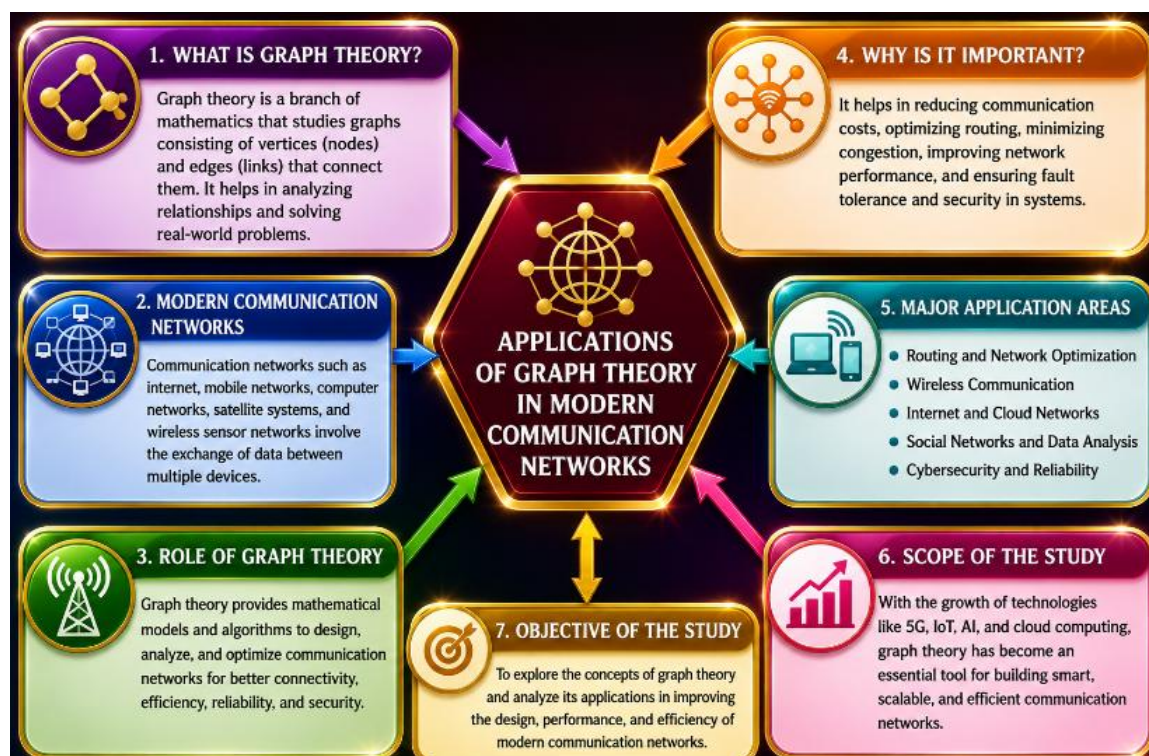 1. WHAT IS GRAPH THEORY?
Graph theory is a branch of
mathematics that studies graphs
consisting of vertices (nodes)
and edges (links) that connect
them. It helps in analyzing
relationships and solving
real-world problems.
2. MODERN COMMUNICATION
NETWORKS
Communication networks such as
internet, mobile networks, computer
networks, satellite systems, and
wireless sensor networks involve
the exchange of data between
multiple devices.
3. ROLE OF GRAPH THEORY
Graph theory provides mathematical
models and algorithms to design,
analyze, and optimize communication
networks for better connectivity,
efficiency, reliability, and security.
APPLICATIONS
OF GRAPH THEORY
IN MODERN
COMMUNICATION
NETWORKS
4. WHY IS IT IMPORTANT?
It helps in reducing communication
costs, optimizing routing, minimizing
congestion, improving network
performance, and ensuring fault
tolerance and security in systems.
5. MAJOR APPLICATION AREAS
• Routing and Network Optimization
• Wireless Communication
• Internet and Cloud Networks
• Social Networks and Data Analysis
• Cybersecurity and Reliability
6. SCOPE OF THE STUDY
With the growth of technologies
like 5G, IoT, AI, and cloud computing,
graph theory has become an
essential tool for building smart,
scalable, and efficient communication
networks.
7. OBJECTIVE OF THE STUDY
To explore the concepts of graph theory
and analyze its applications in improving
the design, performance, and efficiency of
modern communication networks.